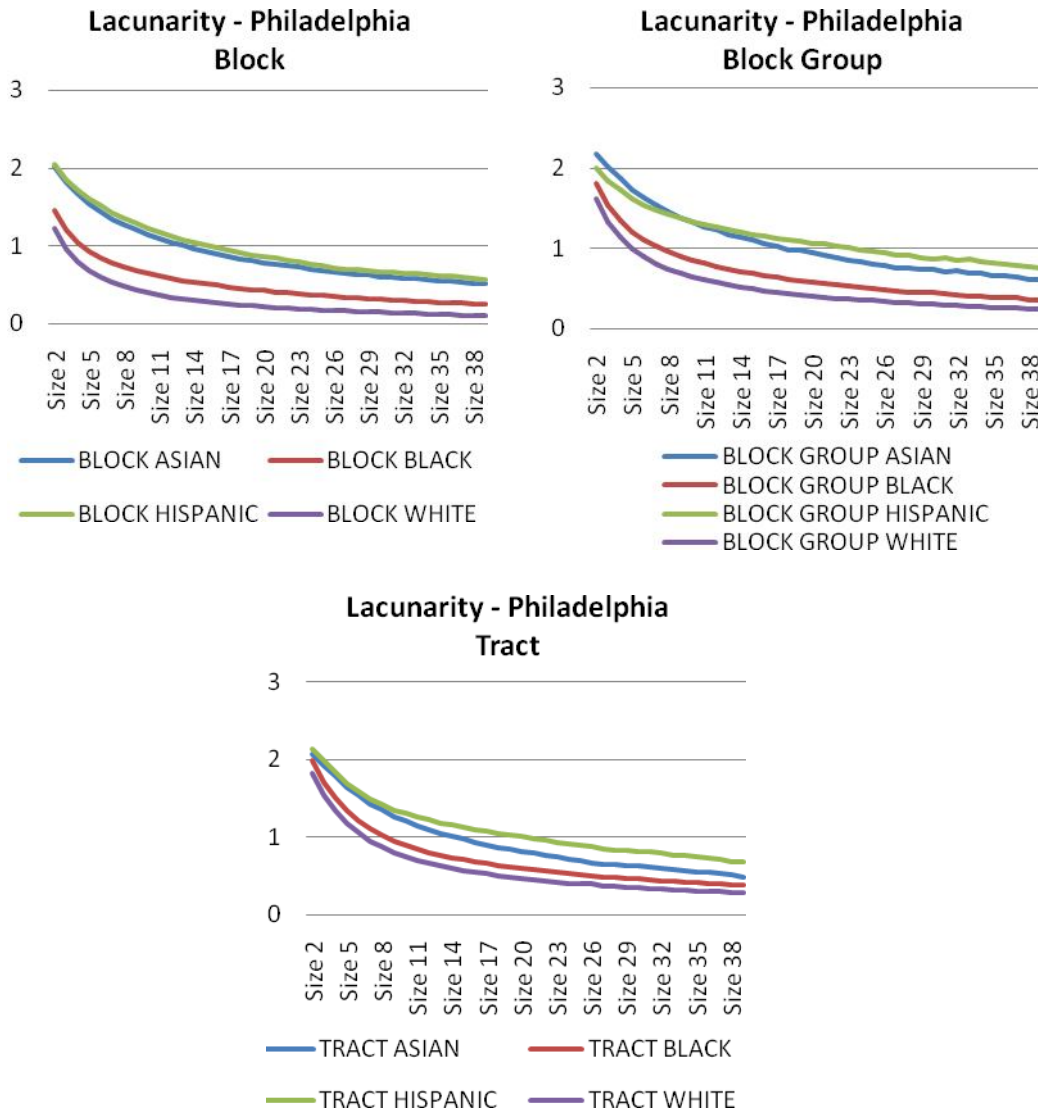 Lacunarity - Philadelphia
Block
3
2
1
0
Size 2
Size 5
Size 8
Size 11
Size 14
Size 17
Size 20
Size 23
Size 26
Size 29
Size 32
Size 35
Size 38
BLOCK ASIAN
BLOCK BLACK
BLOCK HISPANIC
BLOCK WHITE
Lacunarity - Philadelphia
Block Group
3
2
1
0
Size 2
Size 5
Size 8
Size 11
Size 14
Size 17
Size 20
Size 23
Size 26
Size 29
Size 32
Size 35
Size 38
BLOCK GROUP ASIAN
BLOCK GROUP BLACK
BLOCK GROUP HISPANIC
BLOCK GROUP WHITE
Lacunarity - Philadelphia
Tract
3
2
1
0
Size 2
Size 5
Size 8
Size 11
Size 14
Size 17
Size 20
Size 23
Size 26
Size 29
Size 32
Size 35
Size 38
TRACT ASIAN
TRACT BLACK
TRACT HISPANIC
TRACT WHITE